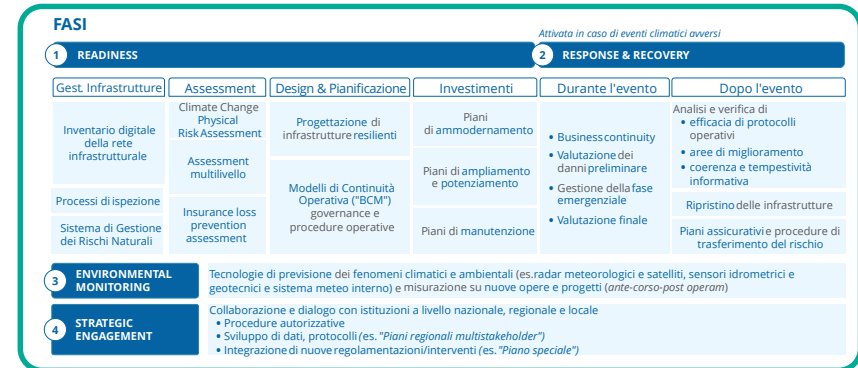 FASI
Attivata in caso di eventi climatici avversi
1 READINESS
2 RESPONSE & RECOVERY
Gest. Infrastrutture
Assessment
Design & Pianificazione
Investimenti
Durante l'evento
Dopo l'evento
Inventario digitale
della rete
infrastrutturale
Processi di ispezione
Sistema di Gestione
dei Rischi Naturali
Climate Change
Physical
Risk Assessment
Assessment
multilivello
Insurance loss
prevention
assessment
Progettazione di
infrastrutture resilienti
Modelli di Continuità
Operativa ("BCM")
governance e
procedure operative
Piani
di ammodernamento
Piani di ampliamento
e potenziamento
Piani di manutenzione
• Business continuity
• Valutazione dei
danni preliminare
• Gestione della fase
emergenziale
• Valutazione finale
Analisi e verifica di
• efficacia di protocolli
operativi
• aree di miglioramento
• coerenza e tempestività
informativa
Ripristino delle infrastrutture
Piani assicurativi e procedure di
trasferimento del rischio
3 ENVIRONMENTAL
MONITORING
Tecnologie di previsione dei fenomeni climatici e ambientali (es.radar meteorologici e satelliti, sensori idrometrici e
geotecnici e sistema meteo interno) e misurazione su nuove opere e progetti (ante-corso-post operam)
4 STRATEGIC
ENGAGEMENT
Collaborazione e dialogo con istituzioni a livello nazionale, regionale e locale
• Procedure autorizzative
• Sviluppo di dati, protocolli (es. "Piani regionali multistakeholder")
• Integrazione di nuove regolamentazioni/interventi (es. "Piano speciale")